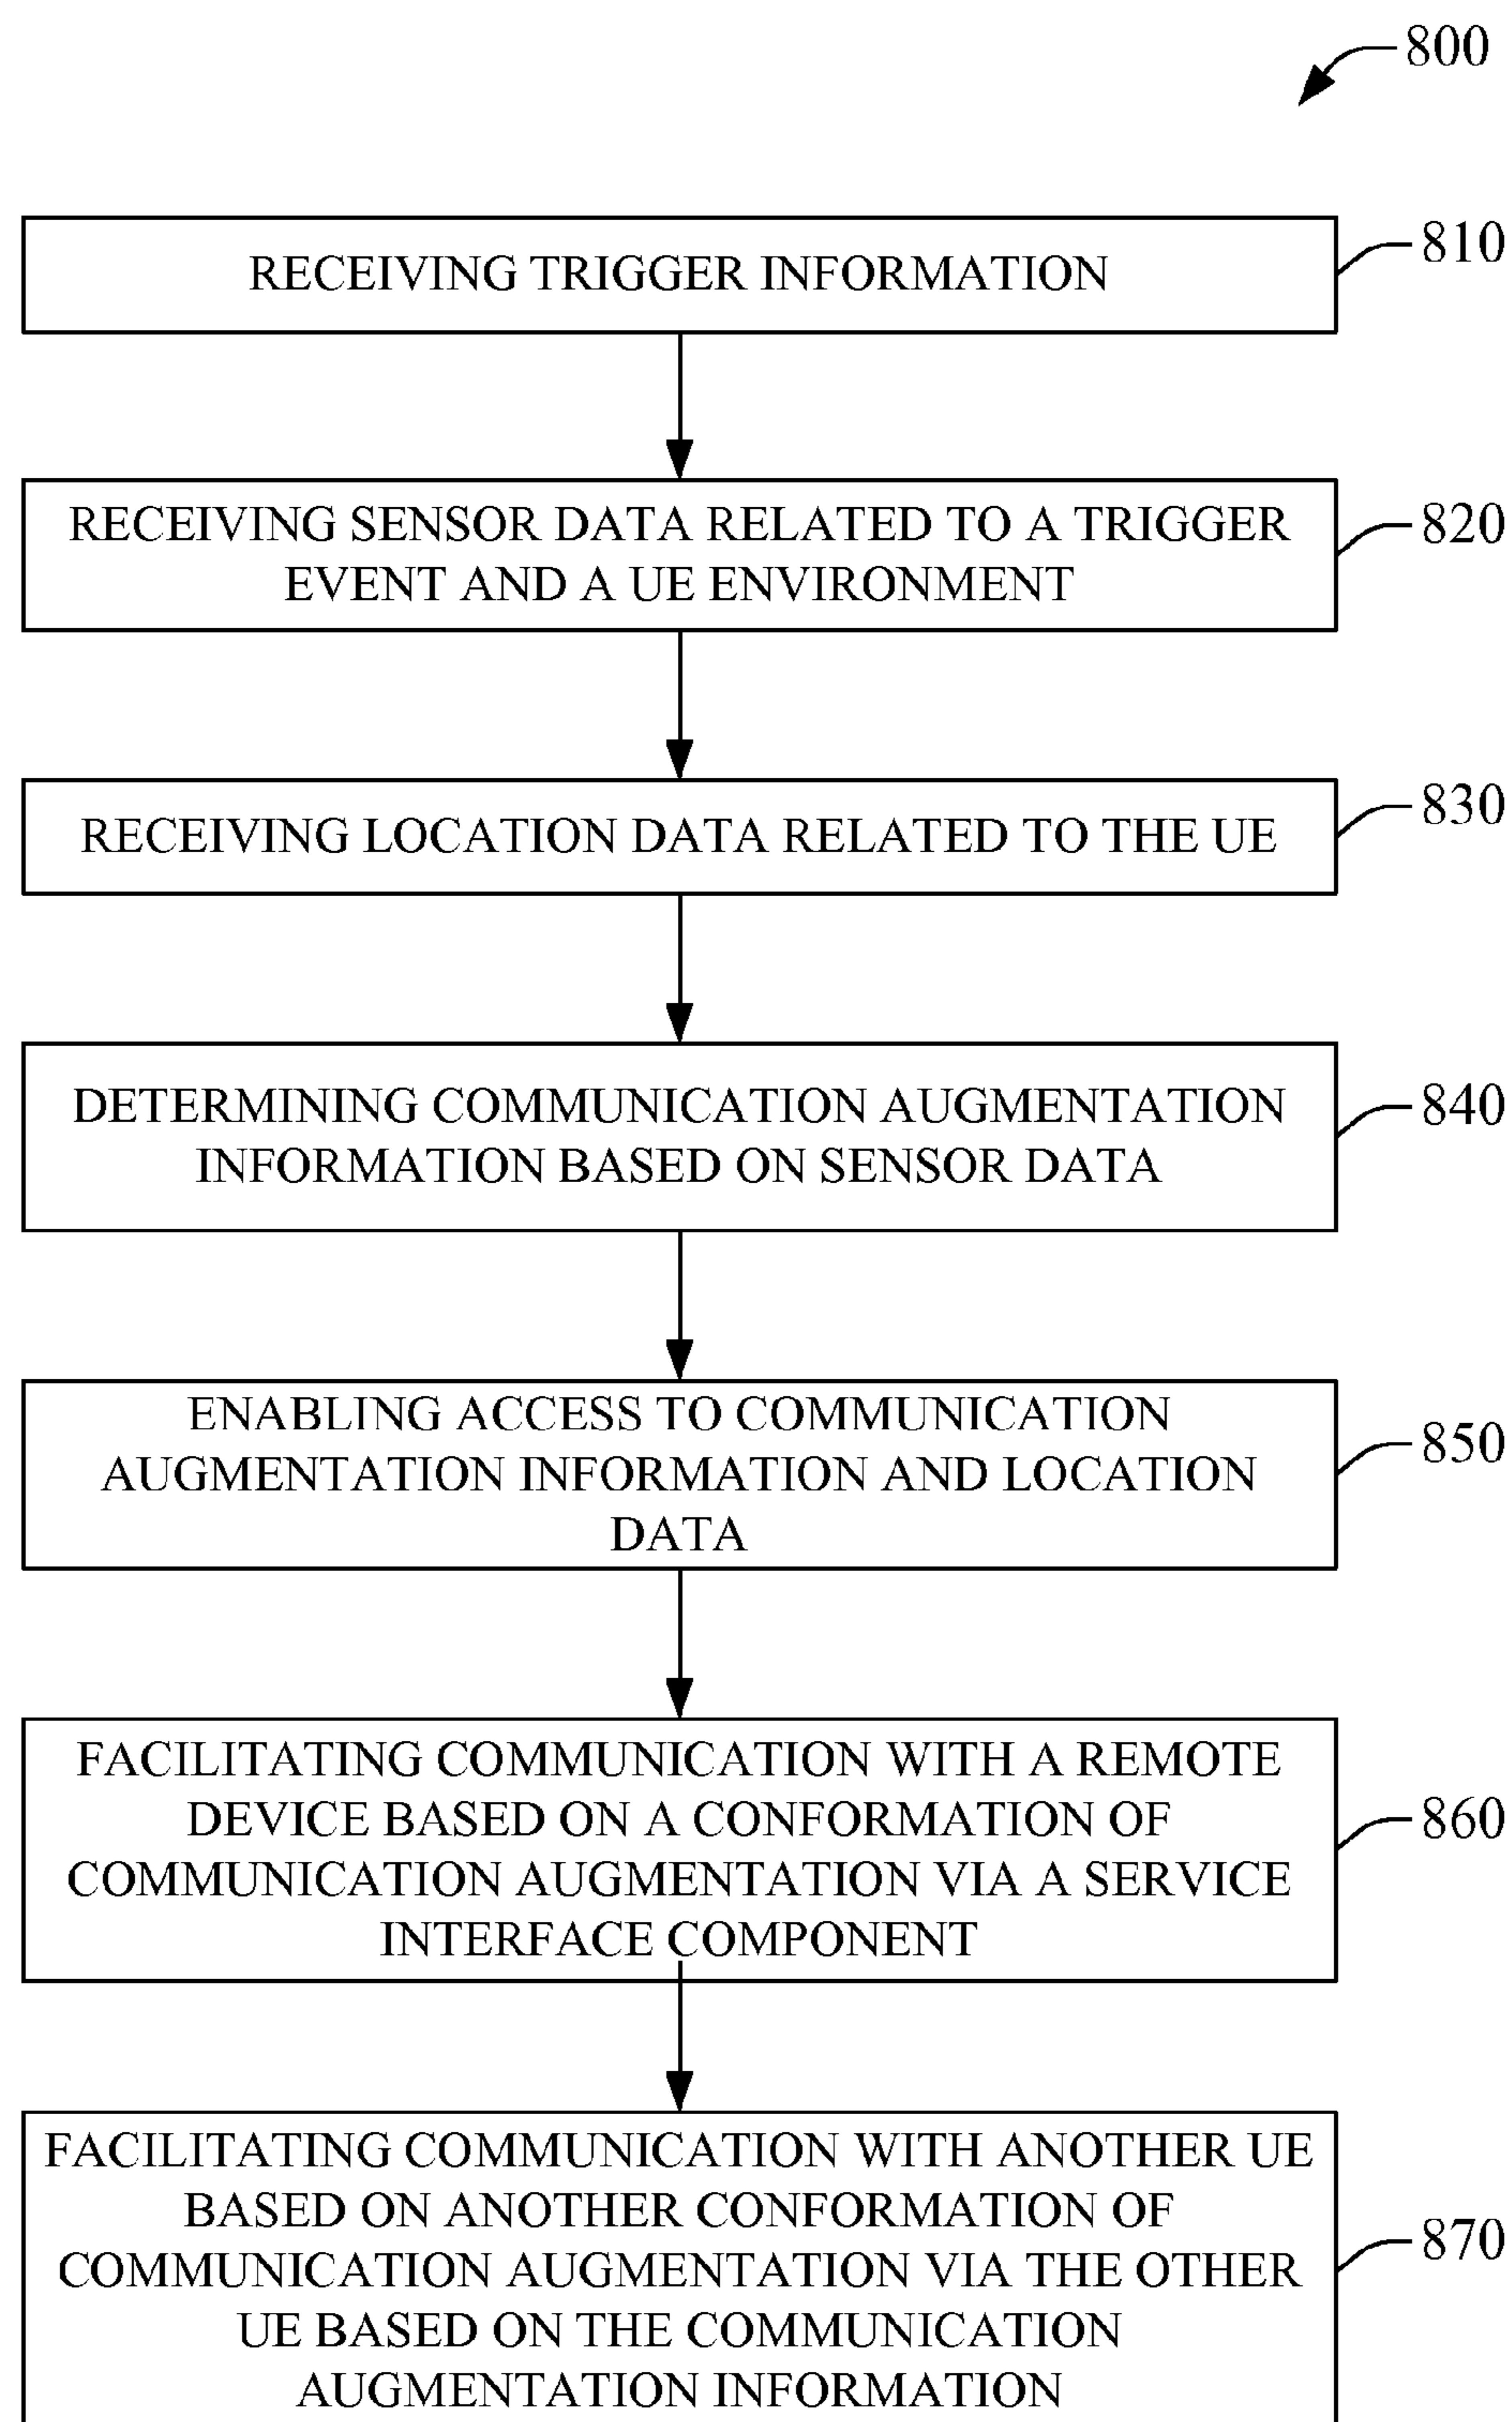 800
RECEIVING TRIGGER INFORMATION
810
RECEIVING SENSOR DATA RELATED TO A TRIGGER
EVENT AND A UE ENVIRONMENT
820
RECEIVING LOCATION DATA RELATED TO THE UE
830
DETERMINING COMMUNICATION AUGMENTATION
INFORMATION BASED ON SENSOR DATA
840
ENABLING ACCESS TO COMMUNICATION
AUGMENTATION INFORMATION AND LOCATION
DATA
850
FACILITATING COMMUNICATION WITH A REMOTE
DEVICE BASED ON A CONFORMATION OF
COMMUNICATION AUGMENTATION VIA A SERVICE
INTERFACE COMPONENT
860
FACILITATING COMMUNICATION WITH ANOTHER UE
BASED ON ANOTHER CONFORMATION OF
COMMUNICATION AUGMENTATION VIA THE OTHER
UE BASED ON THE COMMUNICATION
AUGMENTATION INFORMATION
870